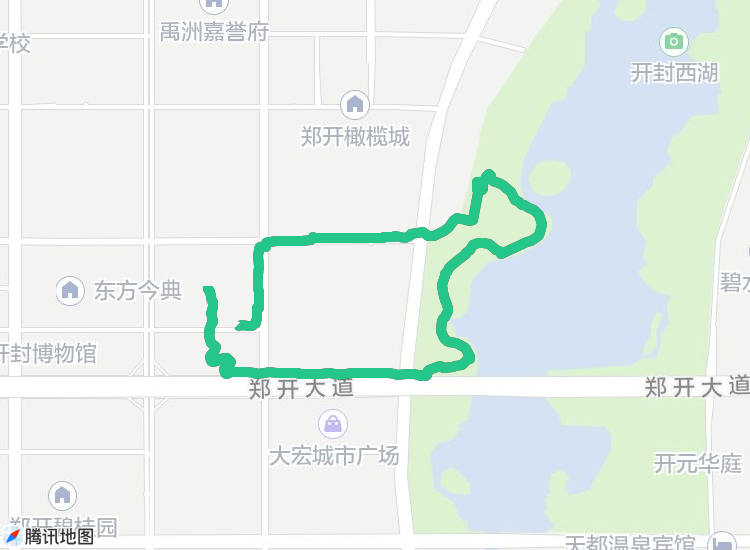 禹洲嘉誉府
学校
开封西湖
郑开橄榄城
东方今典
碧水
开封博物馆
郑开大道
郑开大道
大宏城市广场
开元华庭
郑开碧桂园
腾讯地图
天都温泉宾馆